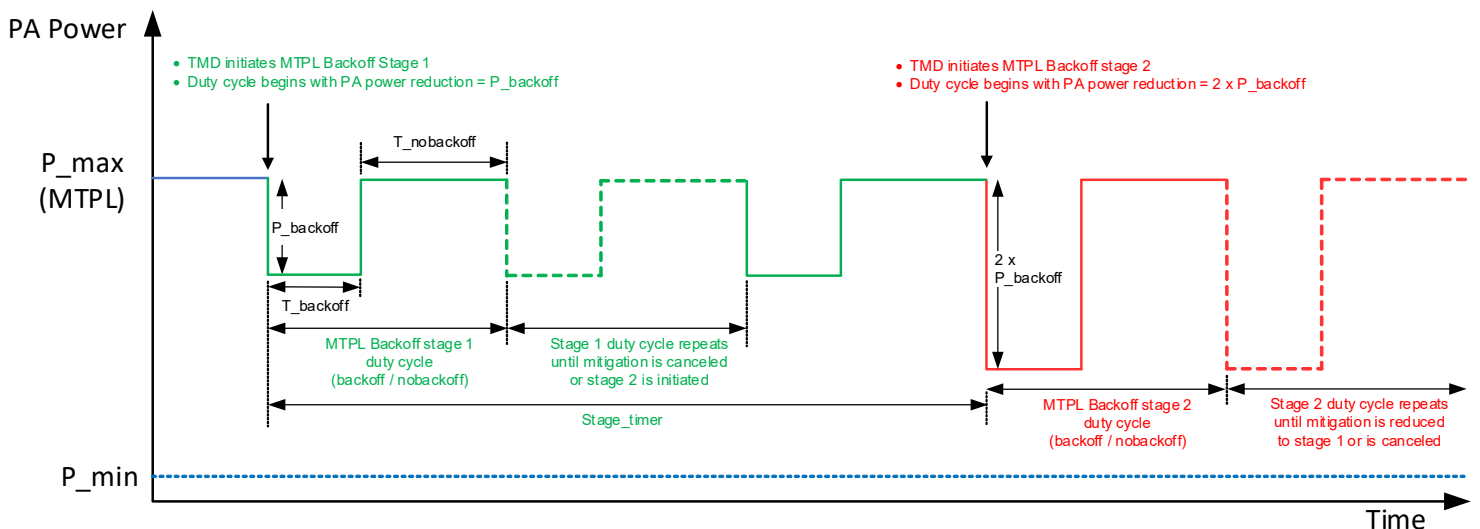 PA Power
• TMD initiates MTPL Backoff Stage 1
• Duty cycle begins with PA power reduction = P_backoff
• TMD initiates MTPL Backoff stage 2
• Duty cycle begins with PA power reduction = 2 x P_backoff
T_nobackoff
P_max
(MTPL)
P_backoff
2 x
P_backoff
T_backoff
MTPL Backoff stage 1
duty cycle
(backoff / nobackoff)
Stage 1 duty cycle repeats
until mitigation is canceled
or stage 2 is initiated
Stage_timer
MTPL Backoff stage 2
duty cycle
(backoff / nobackoff)
Stage 2 duty cycle repeats
until mitigation is reduced
to stage 1 or is canceled
P_min
Time